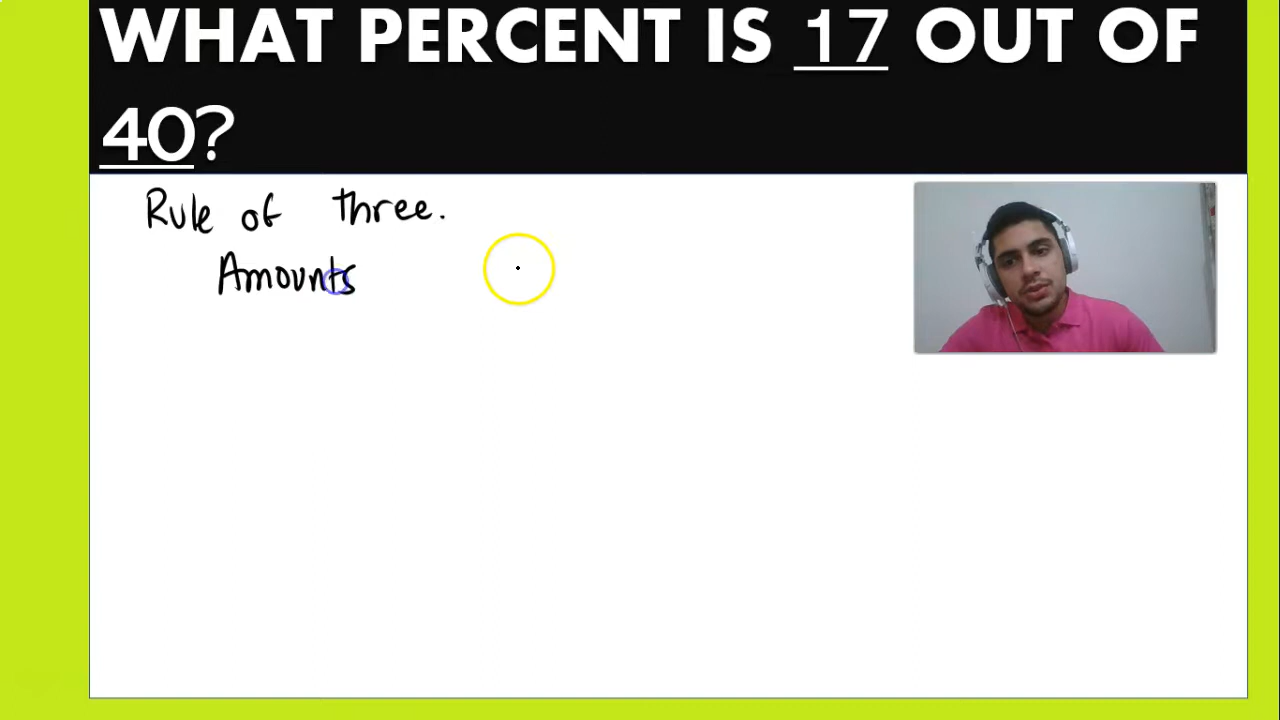 WHAT PERCENT IS 17 OUT OF
40?
Rule of three.
Amounts